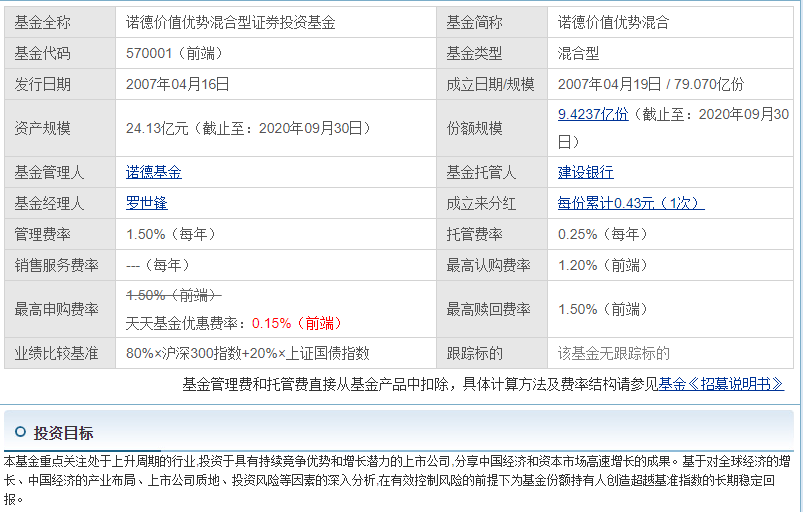 基金全称 诺德价值优势混合型证券投资基金 基金简称 诺德价值优势混合
基金代码 570001（前端） 基金类型 混合型
发行日期 2007年04月16日 成立日期/规模 2007年04月19日 / 79.070亿份
资产规模 24.13亿元（截止至：2020年09月30日） 份额规模 9.4237亿份（截止至：2020年09月30
日）
基金管理人 诺德基金 基金托管人 建设银行
基金经理人 罗世锋 成立来分红 每份累计0.43元（1次）
管理费率 1.50%（每年） 托管费率 0.25%（每年）
销售服务费率 ---（每年） 最高认购费率 1.20%（前端）
最高申购费率 1.50%（前端）
天天基金优惠费率：0.15%（前端） 最高赎回费率 1.50%（前端）
业绩比较基准 80%×沪深300指数+20%×上证国债指数 跟踪标的 该基金无跟踪标的
基金管理费和托管费直接从基金产品中扣除，具体计算方法及费率结构请参见基金《招募说明书》
投资目标
本基金重点关注处于上升周期的行业,投资于具有持续竞争优势和增长潜力的上市公司,分享中国经济和资本市场高速增长的成果。基于对全球经济的增
长、中国经济的产业布局、上市公司质地、投资风险等因素的深入分析,在有效控制风险的前提下为基金份额持有人创造超越基准指数的长期稳定回
报。